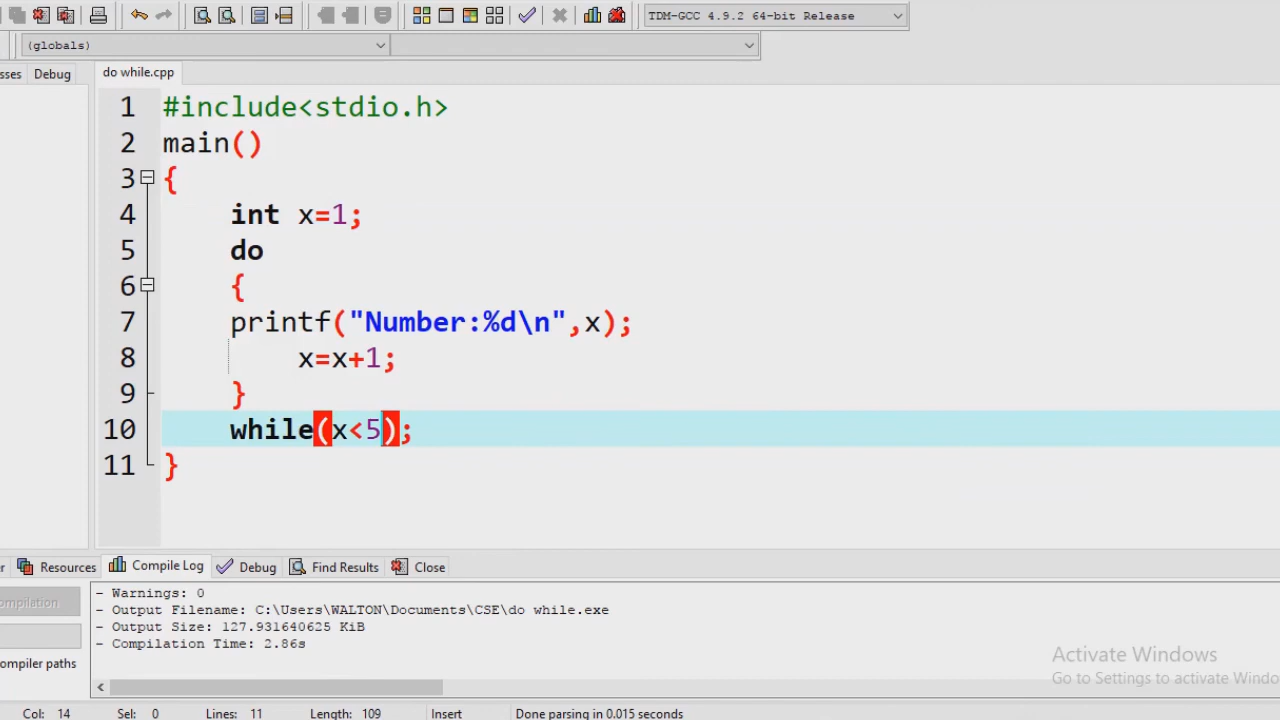 TDM-GCC 4.9.2 64-bit Release
(globals)
sses Debug do while.cpp
1 #include<stdio.h>
2 main()
3 {
4 int x=1;
5 do
6 {
7 printf("Number:%d\n",x);
8 x=x+1;
9 }
10 while(x<5);
11 }
r Resources Compile Log Debug Find Results Close
- Warnings: 0
ompilation - Output Filename: C:\Users\WALTON\Documents\CSE\do while.exe
- Output Size: 127.931640625 KiB
- Compilation Time: 2.86s
ompiler paths
Activate Windows
Go to Settings to activate Windo
Col: 14 Sel: 0 Lines: 11 Length: 109 Insert Done parsing in 0.015 seconds